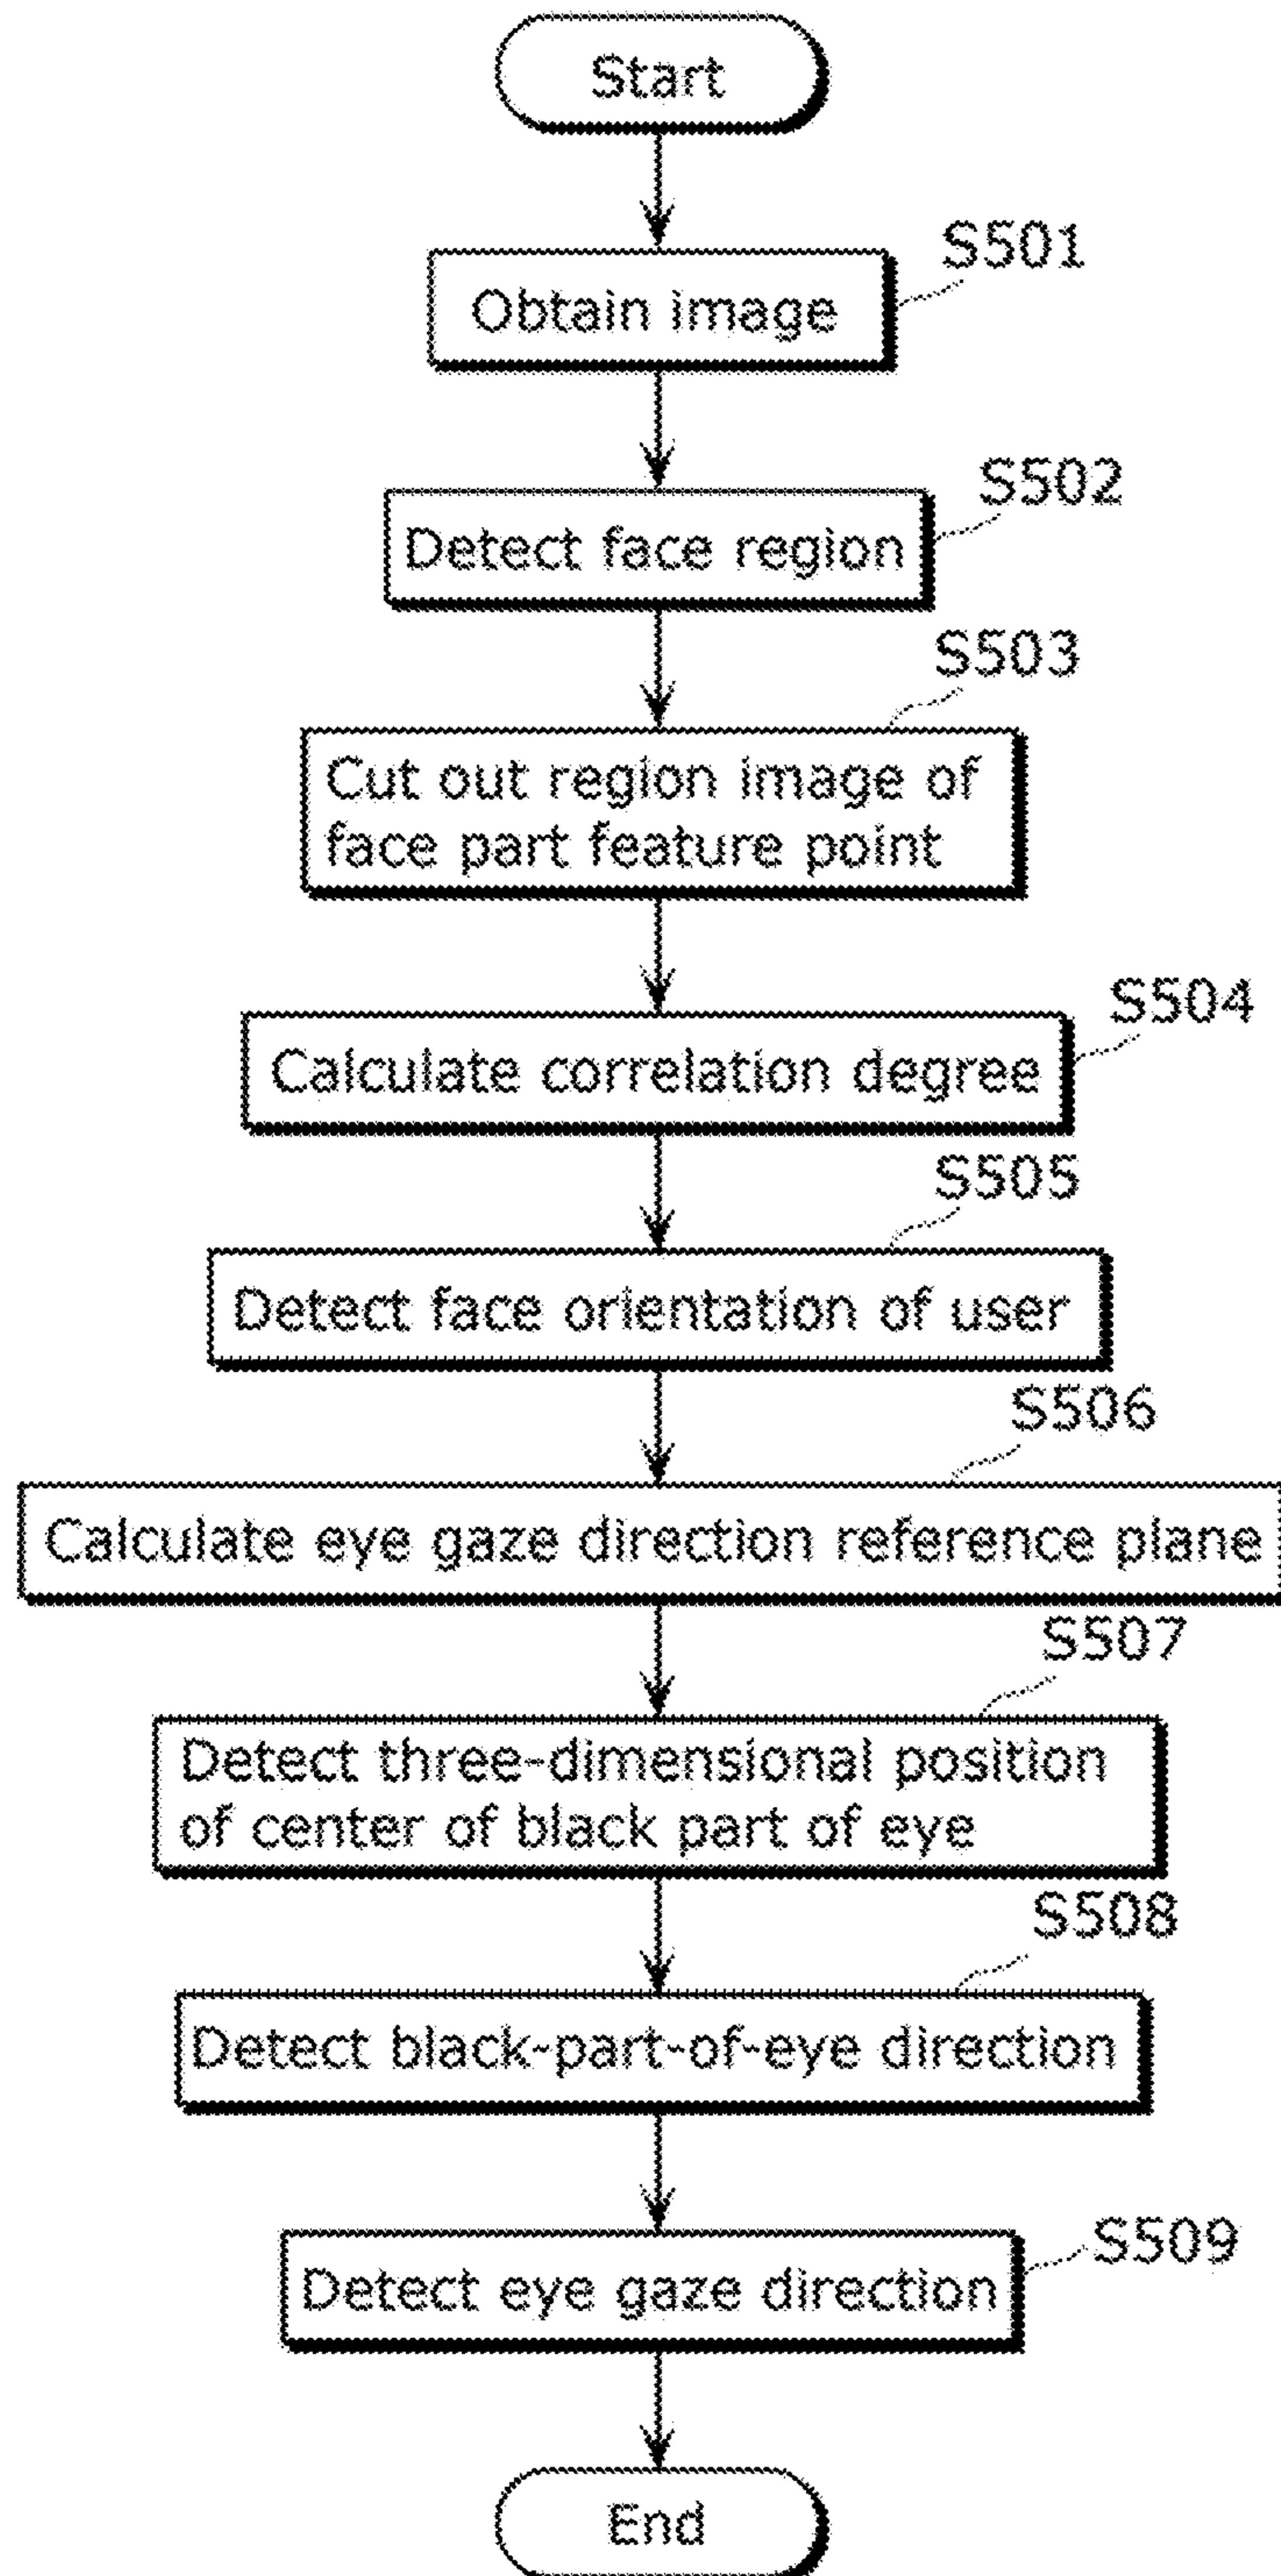 Start
S501
Obtain image
S502
Detect face region
S503
Cut out region image of
face part feature point
S504
Calculate correlation degree
S505
Detect face orientation of user
S506
Calculate eye gaze direction reference plane
S507
Detect three-dimensional position
of center of black part of eye
S508
Detect black-part-of-eye direction
S509
Detect eye gaze direction
End